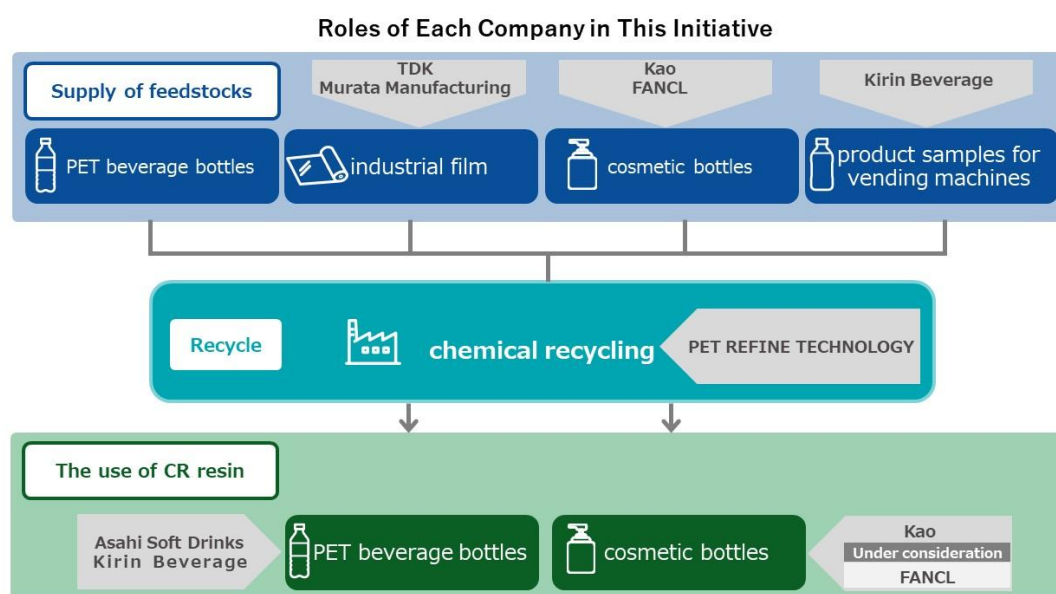 Roles of Each Company in This Initiative
Supply of feedstocks
TDK
Murata Manufacturing
Kao
FANCL
Kirin Beverage
PET beverage bottles
industrial film
cosmetic bottles
product samples for
vending machines
Recycle
chemical recycling
PET REFINE TECHNOLOGY
The use of CR resin
Asahi Soft Drinks
Kirin Beverage
PET beverage bottles
cosmetic bottles
Kao
Under consideration
FANCL